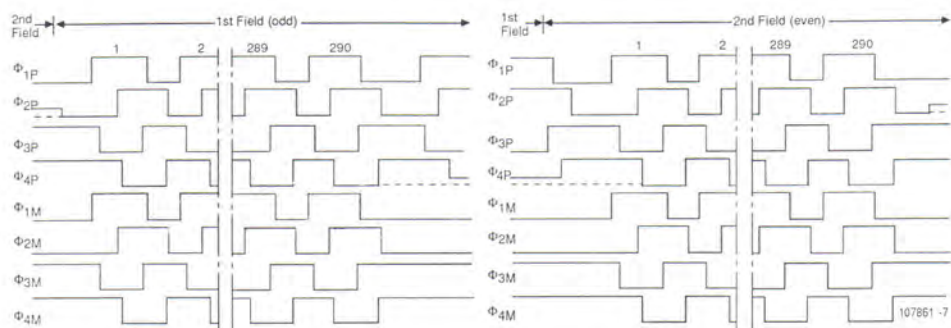 2nd Field
1st Field (odd)
1 2 289 290
Φ1P
Φ2P
Φ3P
Φ4P
Φ1M
Φ2M
Φ3M
Φ4M
1st Field
2nd Field (even)
1 2 289 290
Φ1P
Φ2P
Φ3P
Φ4P
Φ1M
Φ2M
Φ3M
Φ4M
107861-7